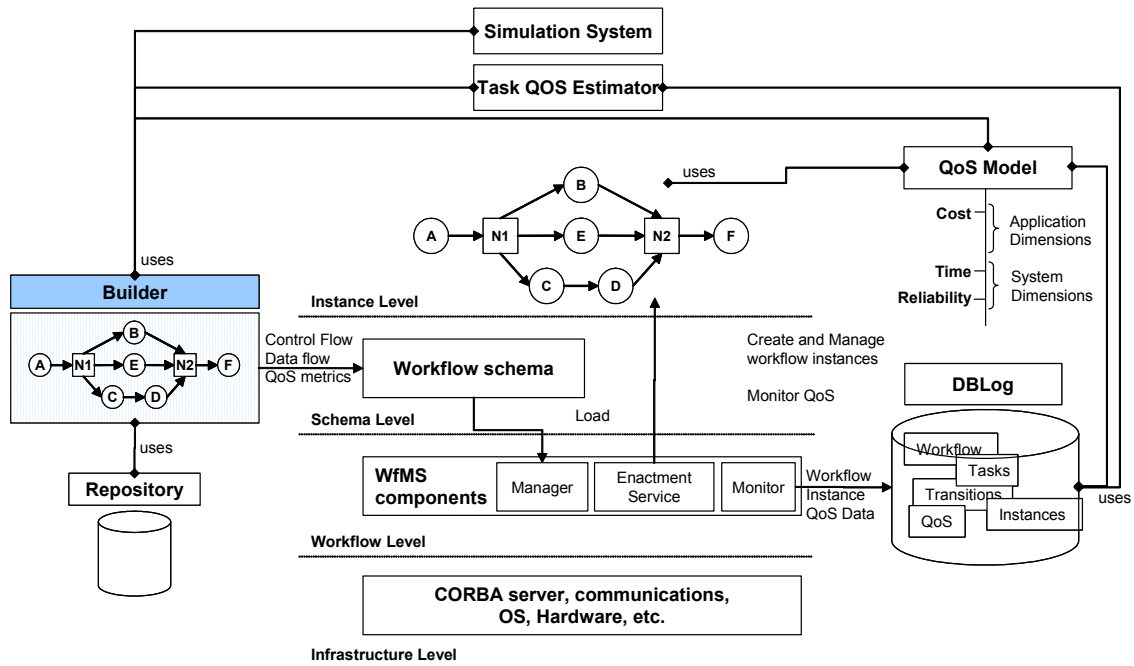 Simulation System
Task QOS Estimator
QoS Model
uses
Cost
Application
Dimensions
Time
System
Reliability
Dimensions
B
A
N1
E
N2
F
C
D
Instance Level
uses
Builder
B
A
N1
E
N2
F
C
D
uses
Repository
Control Flow
Data flow
QoS metrics
Workflow schema
Create and Manage
workflow instances
Monitor QoS
Load
Schema Level
DBLog
WfMS
components
Manager
Enactment
Service
Monitor
Workflow
Instance
QoS Data
Workflow
Tasks
Transitions
QoS
Instances
uses
Workflow Level
CORBA server, communications,
OS, Hardware, etc.
Infrastructure Level